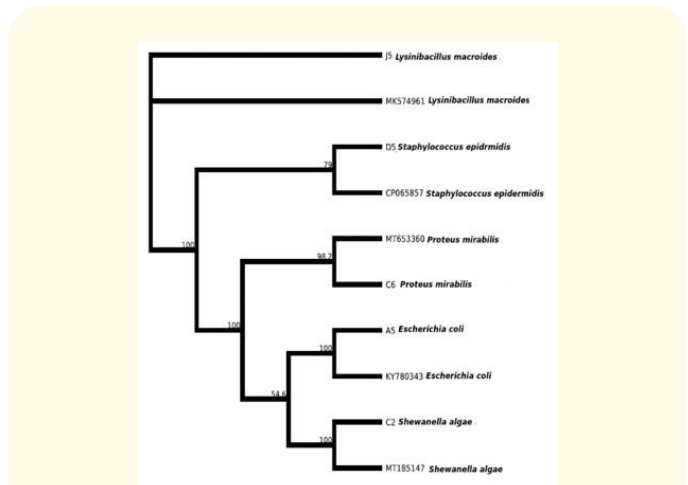 J5 Lysinibacillus macroides
MK574961 Lysinibacillus macroides
D5 Staphylococcus epidrmidis
79
CP065857 Staphylococcus epidermidis
MT653360 Proteus mirabilis
100
98.2
C6 Proteus mirabilis
100
A5 Escherichia coli
100
KY780343 Escherichia coli
54.6
C2 Shewanella algae
100
MT185147 Shewanella algae